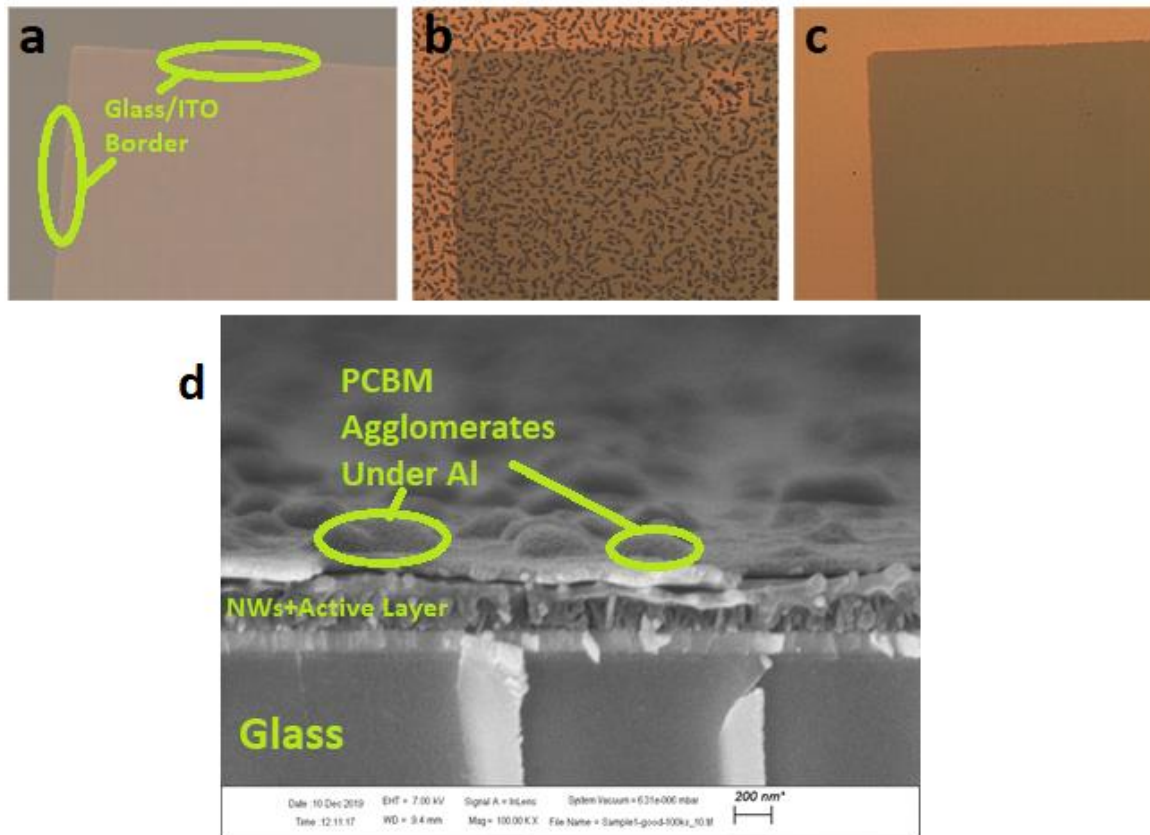 a
b
c
Glass/ITO
Border
d
PCBM
Agglomerates
Under Al
NWs+Active Layer
Glass
Date :10 Dec 2019 EHT = 7.00 kV Signal A = InLens System Vacuum = 6.31e-006 mbar 200 nm*
Time :12:11:17 WD = 9.4 mm Mag = 100.00 K X File Name = Sample1-good-100kx_10.tif